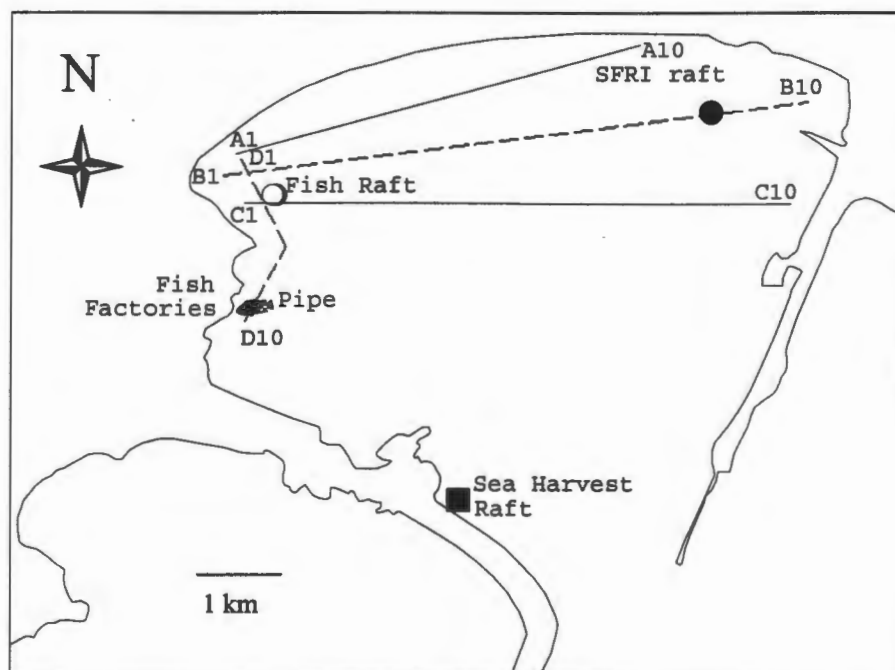 N
A10
SFRI raft
B10
A1
D1
B1
Fish Raft
C1
C10
Fish
Factories
Pipe
D10
Sea Harvest
Raft
1 km